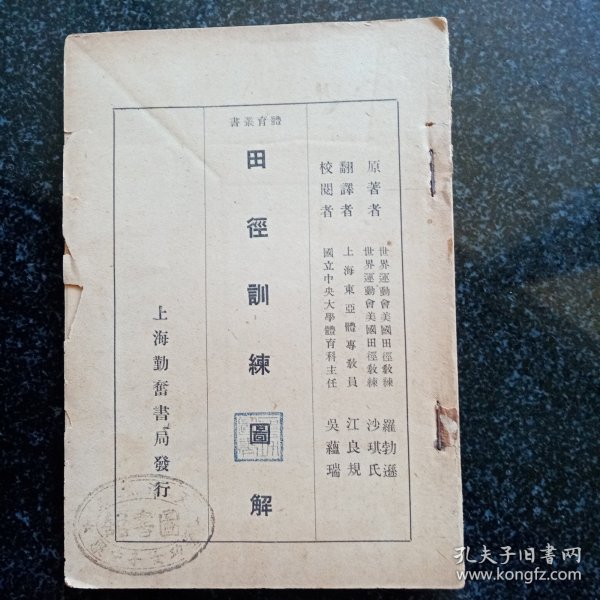 體育叢書
原著者 世界運動會美國田徑教練 羅勃遜
世界運動會美國田徑教練 沙琪氏
翻譯者 上海東亞體專教員 江良規
校閱者 國立中央大學體育科主任 吳蘊瑞
田徑訓練圖解
上海勤奮書局發行
孔夫子旧书网
www.kongfz.com